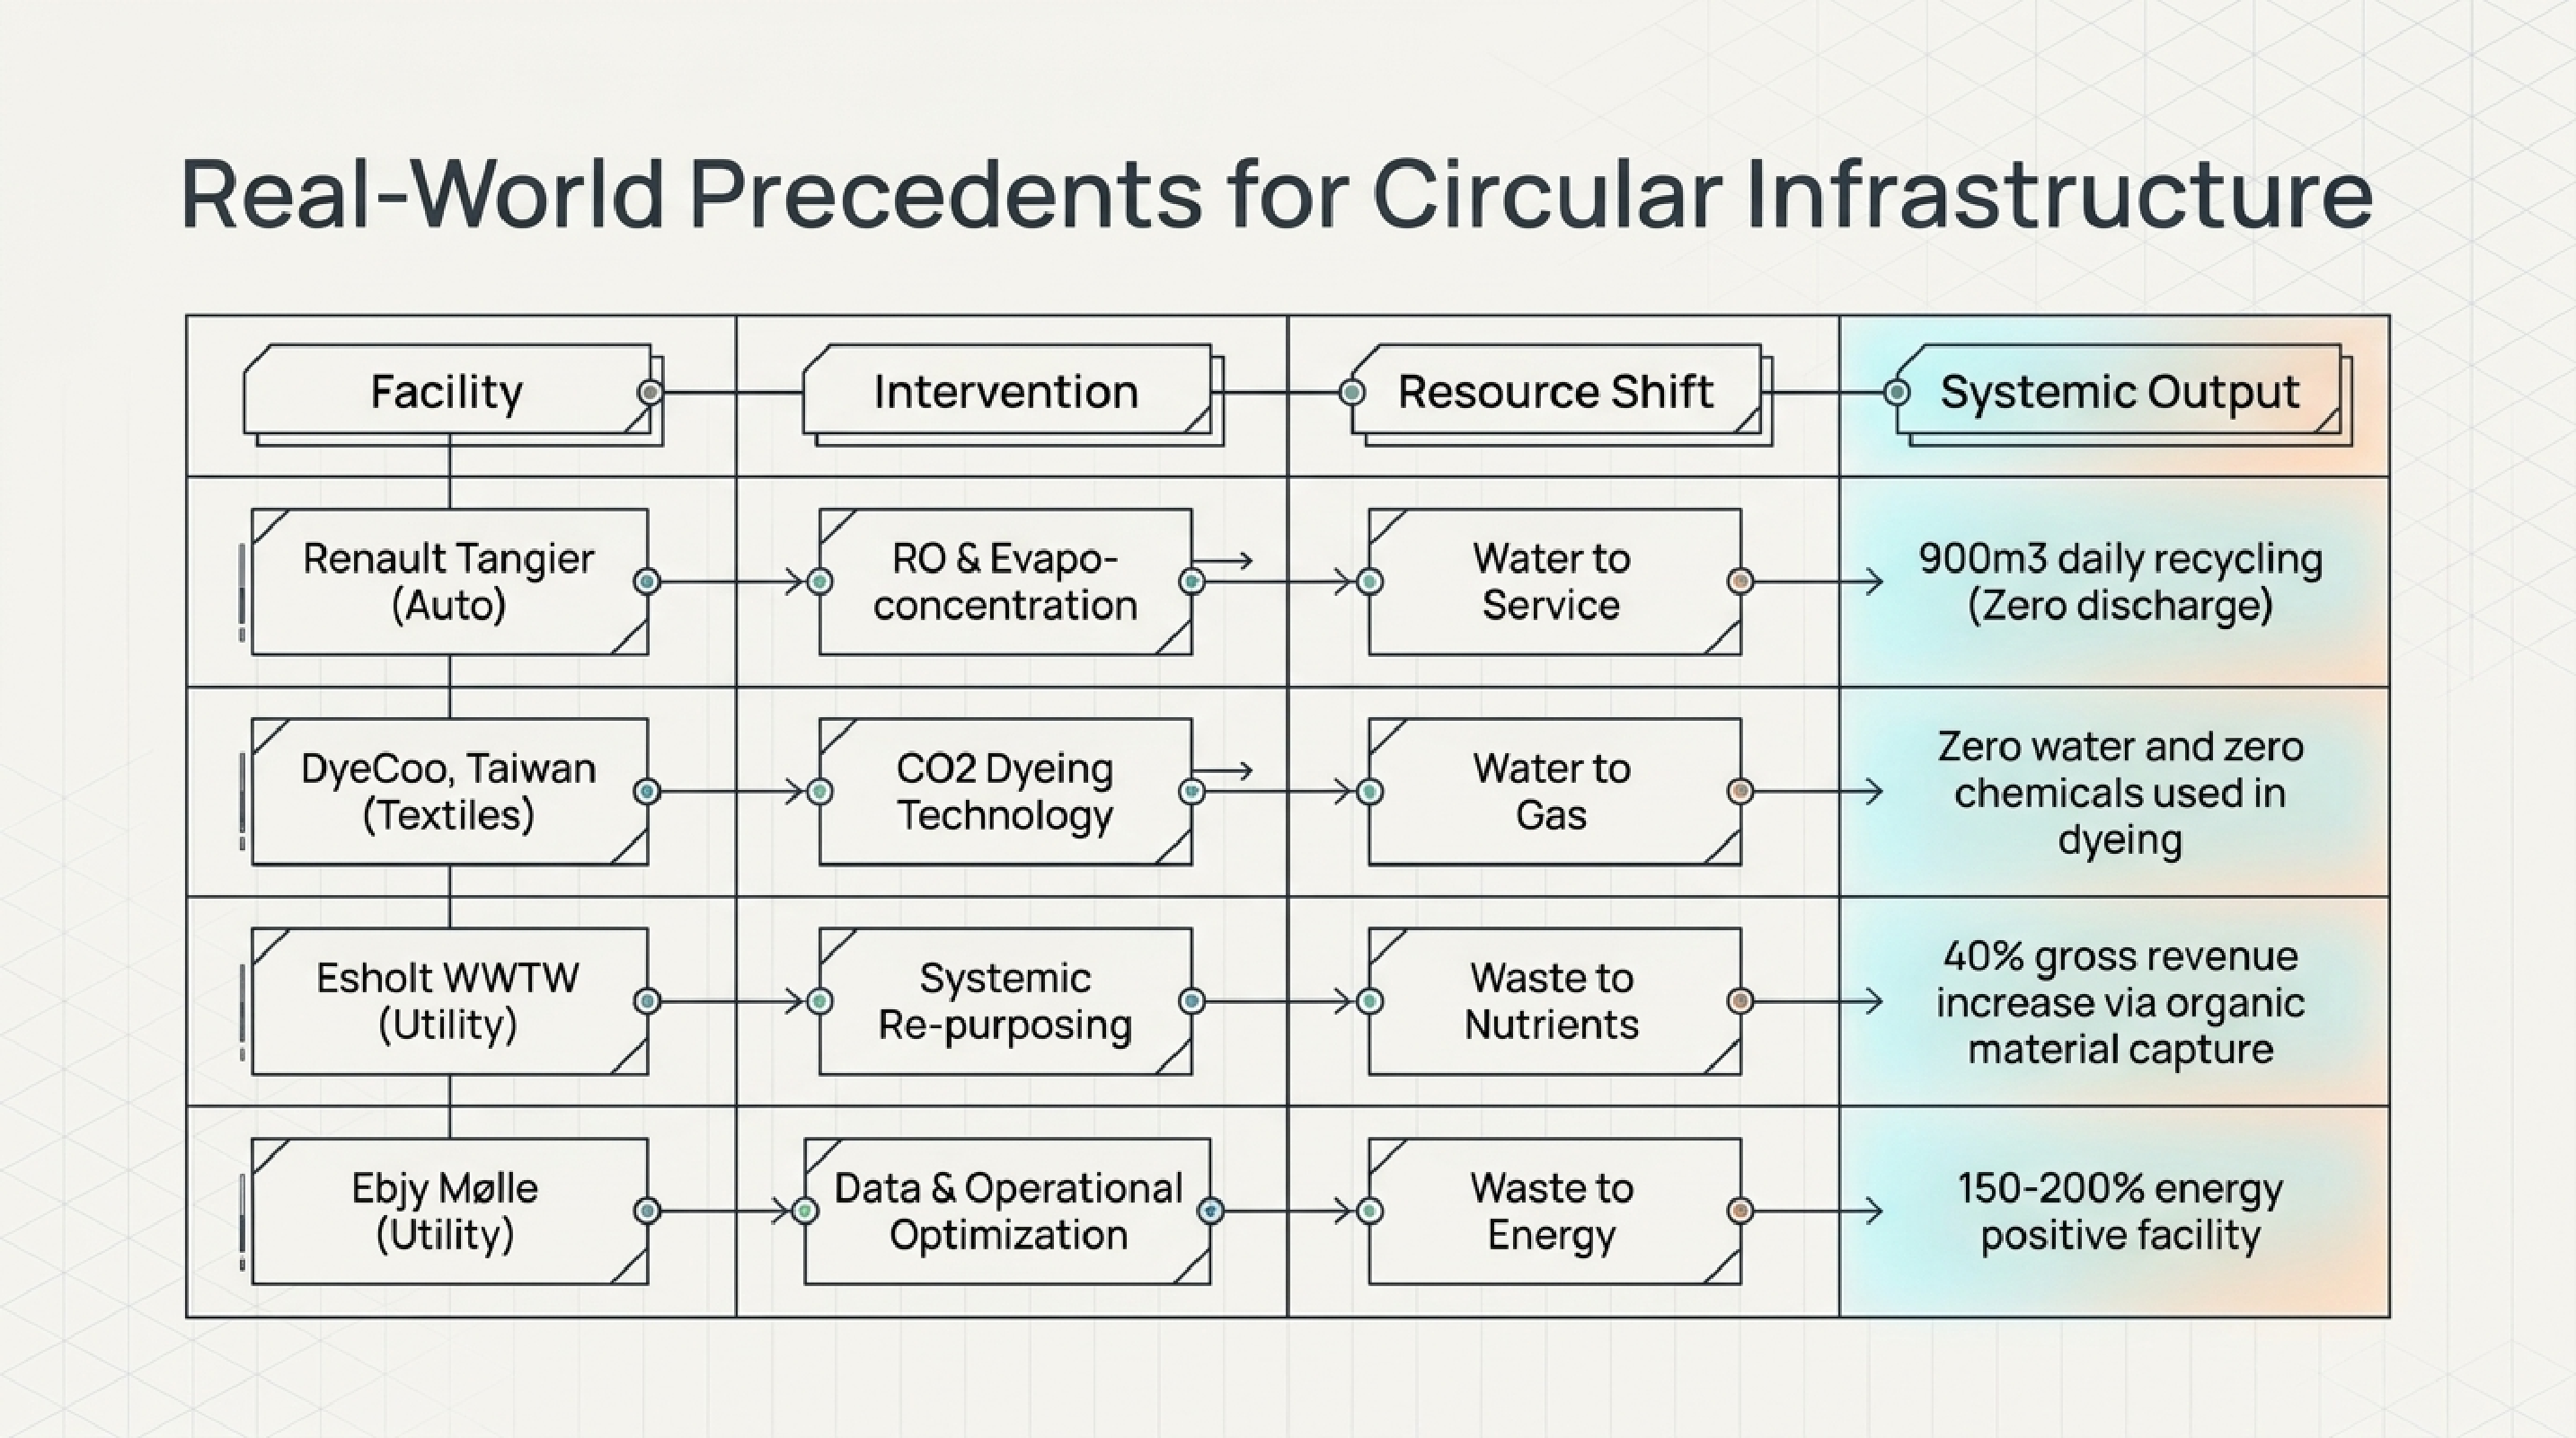 Real-World Precedents for Circular Infrastructure
Facility
Intervention
Resource Shift
Systemic Output
Renault Tangier
(Auto)
RO & Evapo-
concentration
Water to
Service
900m3 daily recycling
(Zero discharge)
DyeCoo, Taiwan
(Textiles)
CO2 Dyeing
Technology
Water to
Gas
Zero water and zero
chemicals used in
dyeing
Esholt WWTW
(Utility)
Systemic
Re-purposing
Waste to
Nutrients
40% gross revenue
increase via organic
material capture
Ebjy Mølle
(Utility)
Data & Operational
Optimization
Waste to
Energy
150-200% energy
positive facility